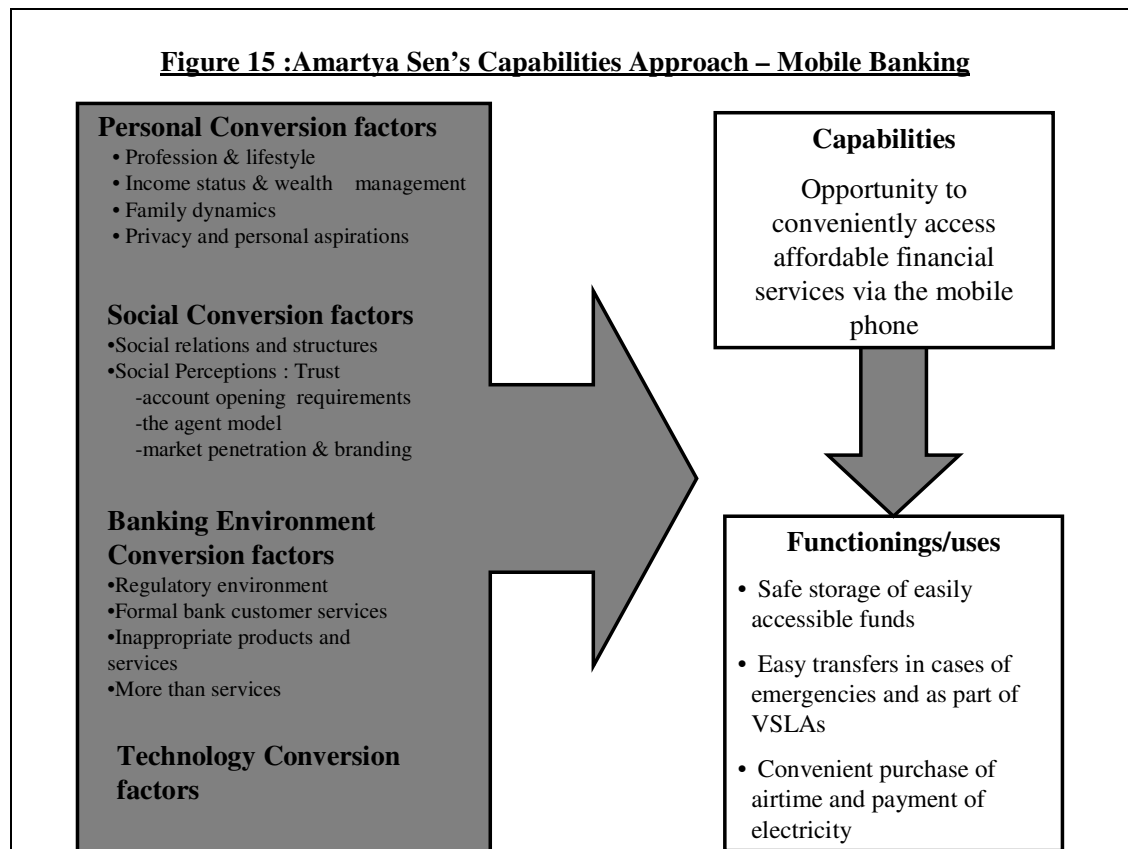 Figure 15 :Amartya Sen's Capabilities Approach – Mobile Banking
Personal Conversion factors
• Profession & lifestyle
• Income status & wealth management
• Family dynamics
• Privacy and personal aspirations
Social Conversion factors
•Social relations and structures
•Social Perceptions : Trust
-account opening requirements
-the agent model
-market penetration & branding
Banking Environment
Conversion factors
•Regulatory environment
•Formal bank customer services
•Inappropriate products and
services
•More than services
Technology Conversion
factors
Capabilities
Opportunity to
conveniently access
affordable financial
services via the mobile
phone
Functionings/uses
• Safe storage of easily
accessible funds
• Easy transfers in cases of
emergencies and as part of
VSLAs
• Convenient purchase of
airtime and payment of
electricity